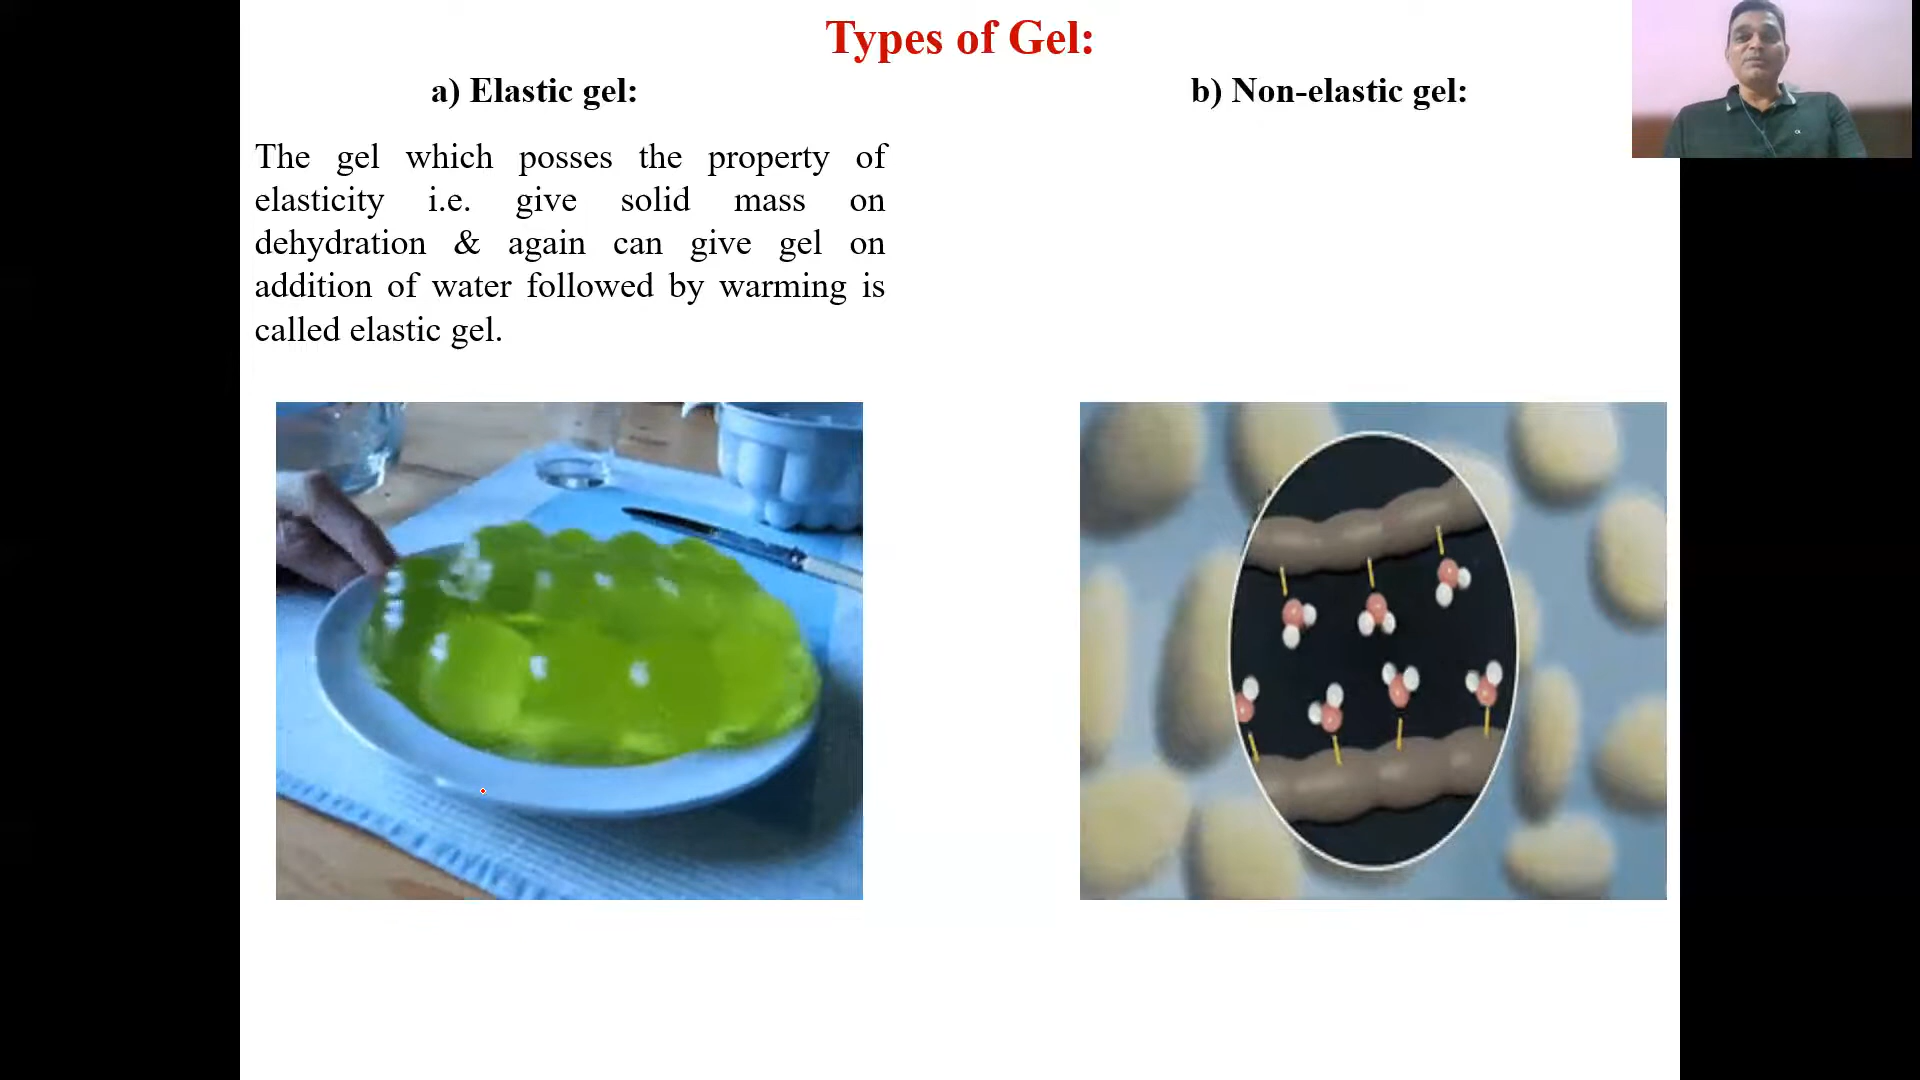 Types of Gel:
a) Elastic gel:
b) Non-elastic gel:
The gel which posses the property of
elasticity i.e. give solid mass on
dehydration & again can give gel on
addition of water followed by warming is
called elastic gel.